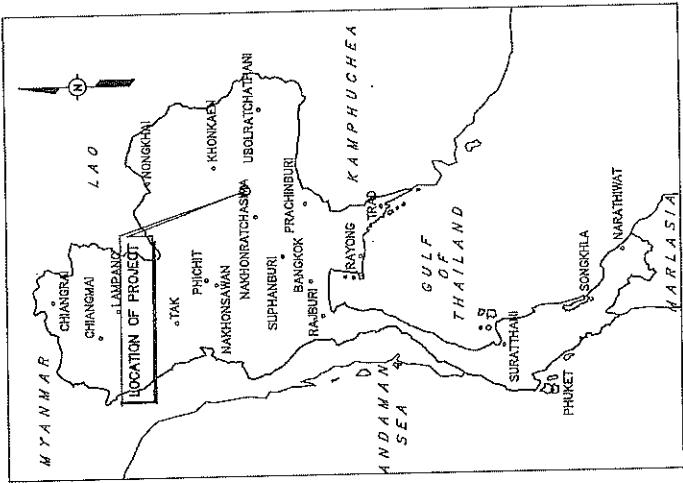 MYANMAR
CHIANGRAI
CHIANGMAI
LAMPANG
LAO
N
LOCATION OF PROJECT
NONGKHAI
TAK
PHICHIT
KHONKAEN
NAKHONSAWAN
NAKHONRATCHASIMA
UBOLRATCHATHANI
SUPHANBURI
PRACHINBURI
BANGKOK
RAJBURI
RAYONG
TRAD
KAMPHUCHEA
GULF
OF
THAILAND
ANDAMAN
SEA
SURATTHANI
PHUKET
SONGKHLA
NARATHIWAT
MARLASIA